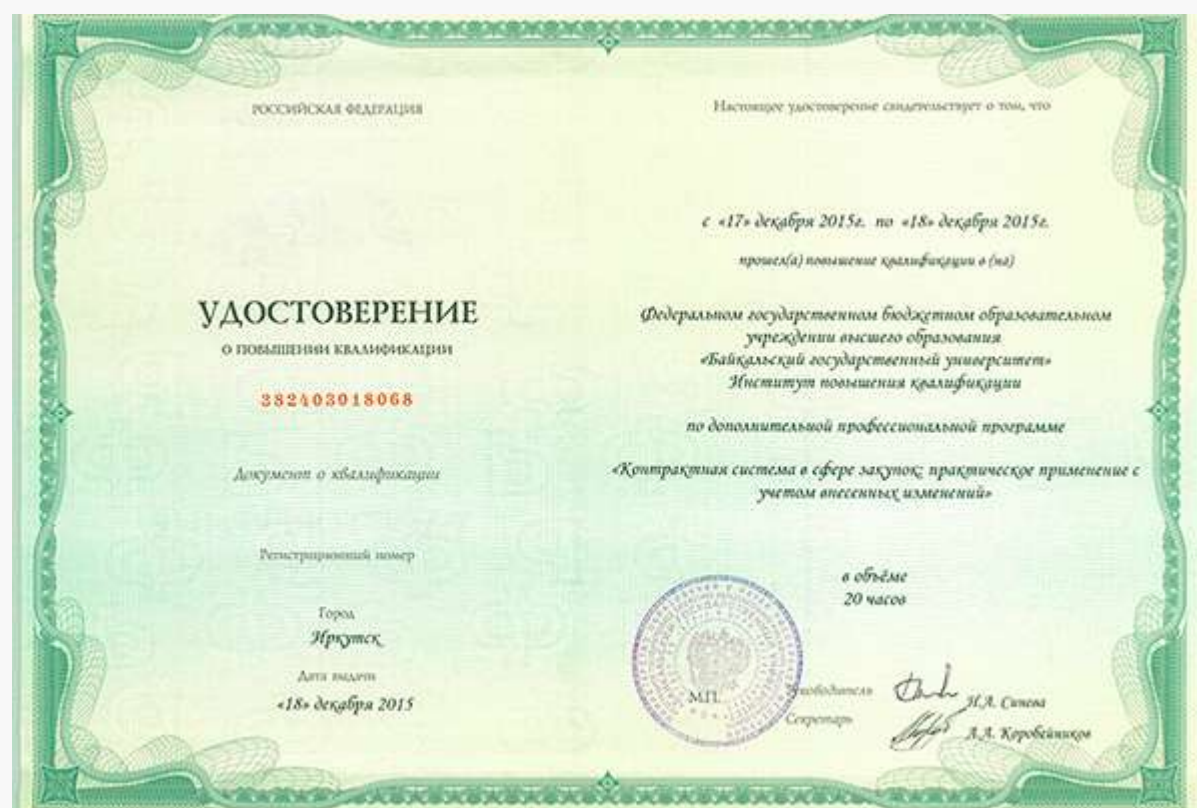 РОССИЙСКАЯ ФЕДЕРАЦИЯ
УДОСТОВЕРЕНИЕ
О ПОВЫШЕНИИ КВАЛИФИКАЦИИ
382403018068
Документ о квалификации
Регистрационный номер
Город
Иркутск
Дата выдачи
«18» декабря 2015
Настоящее удостоверение свидетельствует о том, что
с «17» декабря 2015г. по «18» декабря 2015г.
прошел(а) повышение квалификации в (на)
Федеральном государственном бюджетном образовательном
учреждении высшего образования
«Байкальский государственный университет»
Институт повышения квалификации
по дополнительной профессиональной программе
«Контрактная система в сфере закупок: практическое применение с
учетом внесенных изменений»
в объёме
20 часов
М.П.
Руководитель
Н.А. Синева
Секретарь
А.А. Коробейников